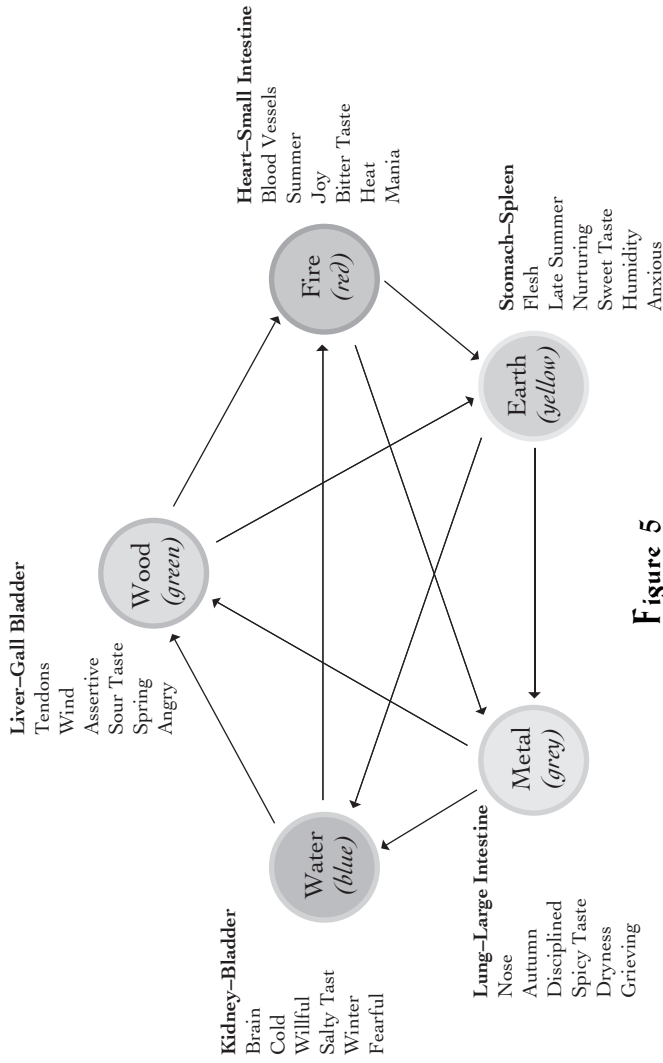 Liver–Gall Bladder
Tendons
Wind
Assertive
Sour Taste
Spring
Angry
Wood
(green)
Heart–Small Intestine
Blood Vessels
Summer
Joy
Bitter Taste
Heat
Mania
Fire
(red)
Stomach–Spleen
Flesh
Late Summer
Nurturing
Sweet Taste
Humidity
Anxious
Earth
(yellow)
Lung–Large Intestine
Nose
Autumn
Disciplined
Spicy Taste
Dryness
Grieving
Metal
(grey)
Kidney–Bladder
Brain
Cold
Willful
Salty Tast
Winter
Fearful
Water
(blue)
Figure 5